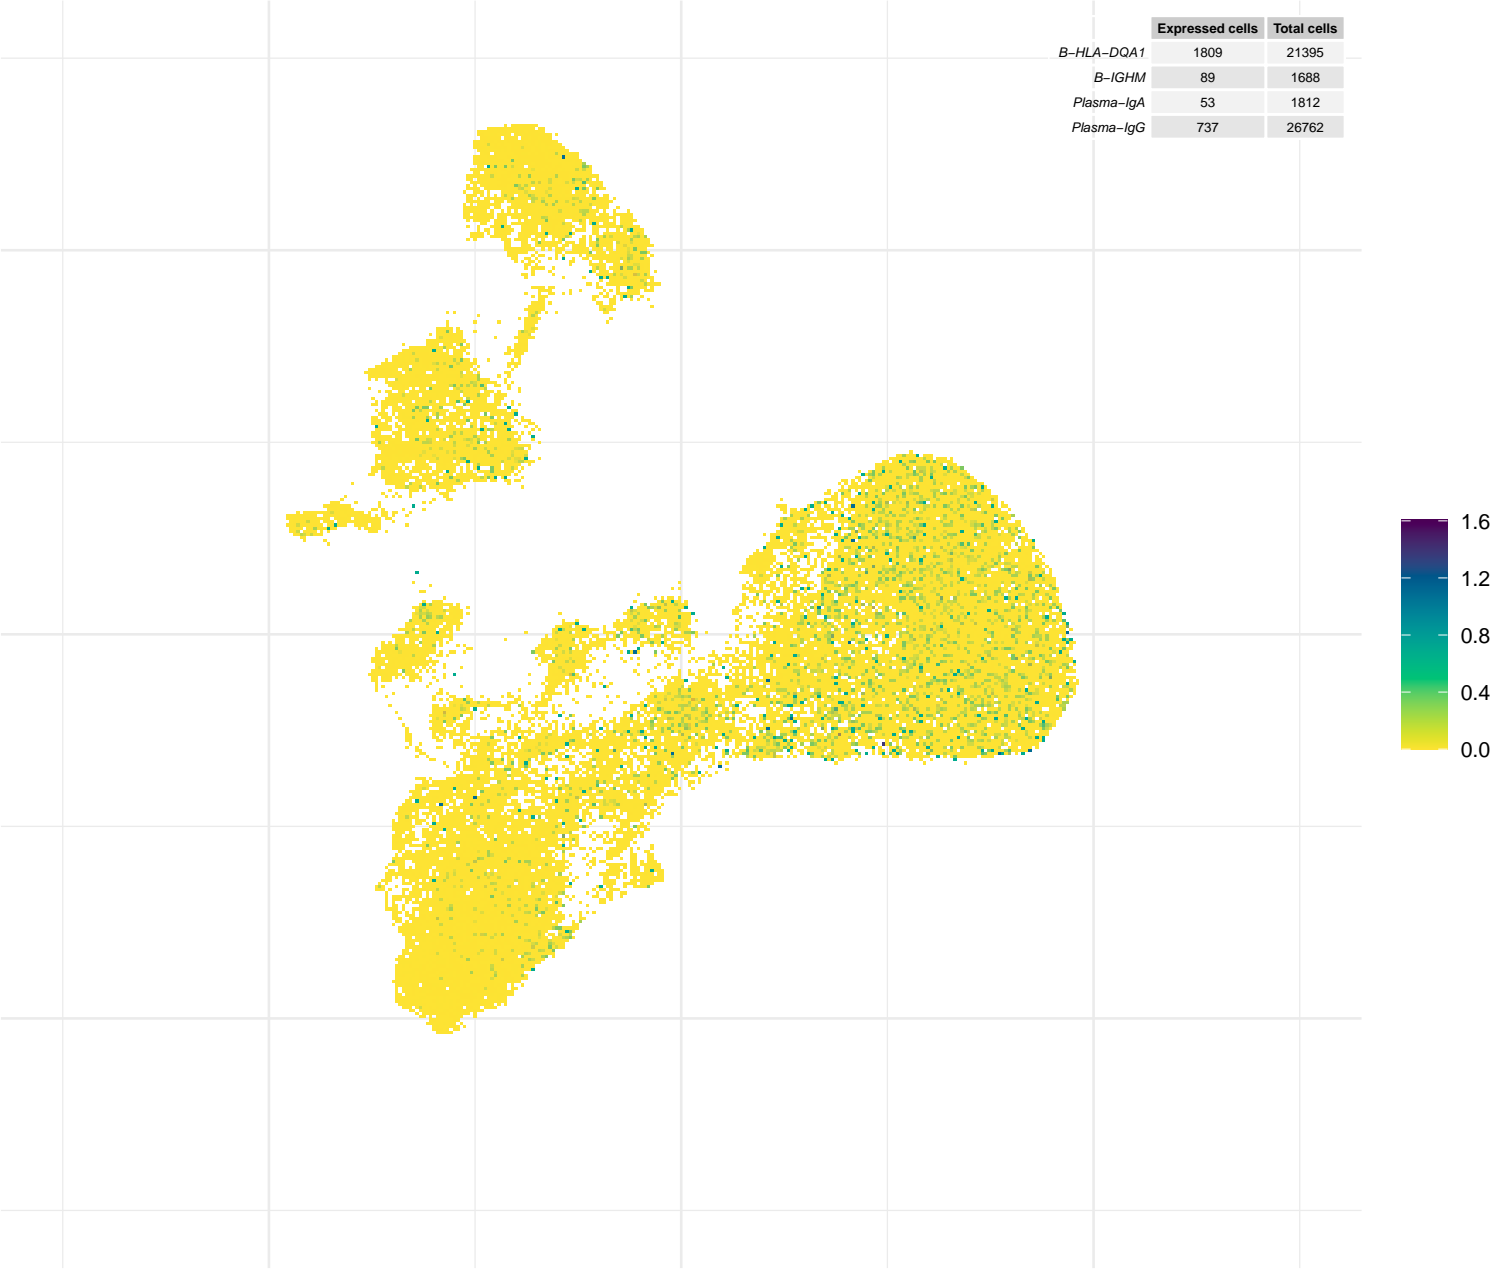 Expressed cells Total cells
B−HLA−DQA1 1809 21395
B−IGHM 89 1688
Plasma−IgA 53 1812
Plasma−IgG 737 26762
1.6
1.2
0.8
0.4
0.0